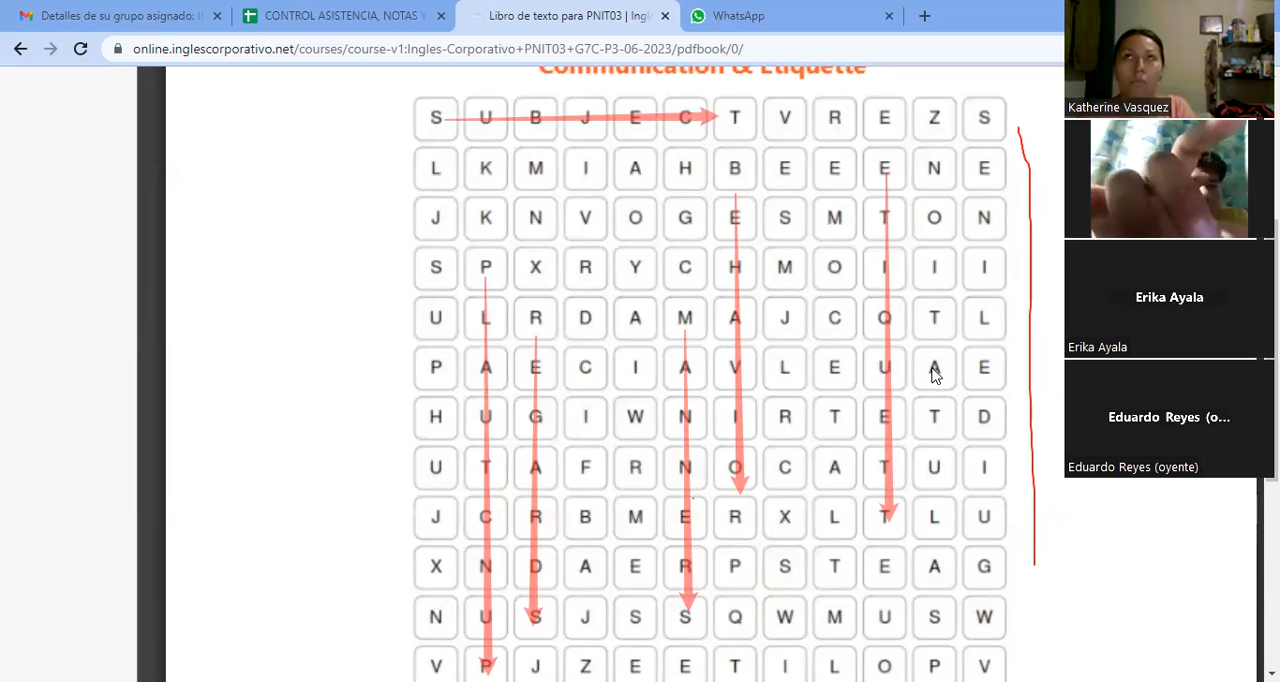 Detalles de su grupo asignado: I
CONTROL ASISTENCIA, NOTAS Y
Libro de texto para PNIT03 | Ingl
WhatsApp
online.inglescorporativo.net/courses/course-v1:Ingles-Corporativo+PNIT03+G7C-P3-06-2023/pdfbook/0/
Communication & Etiquette
U B J E C T V R E Z S
L K M I A H B E E E N E
J K N V O G E S M T O N
S P X R Y C H M O I I I
U L R D A M A J C Q T L
P A E C I A V L E U A E
H U G I W N I R T E T D
U T A F R N O C A T U I
J C R B M E R X L T L U
X N D A E R P S T E A G
N U S J S S Q W M U S W
V P J Z E E T I L O P V
Katherine Vasquez
Erika Ayala
Erika Ayala
Eduardo Reyes (o...
Eduardo Reyes (oyente)